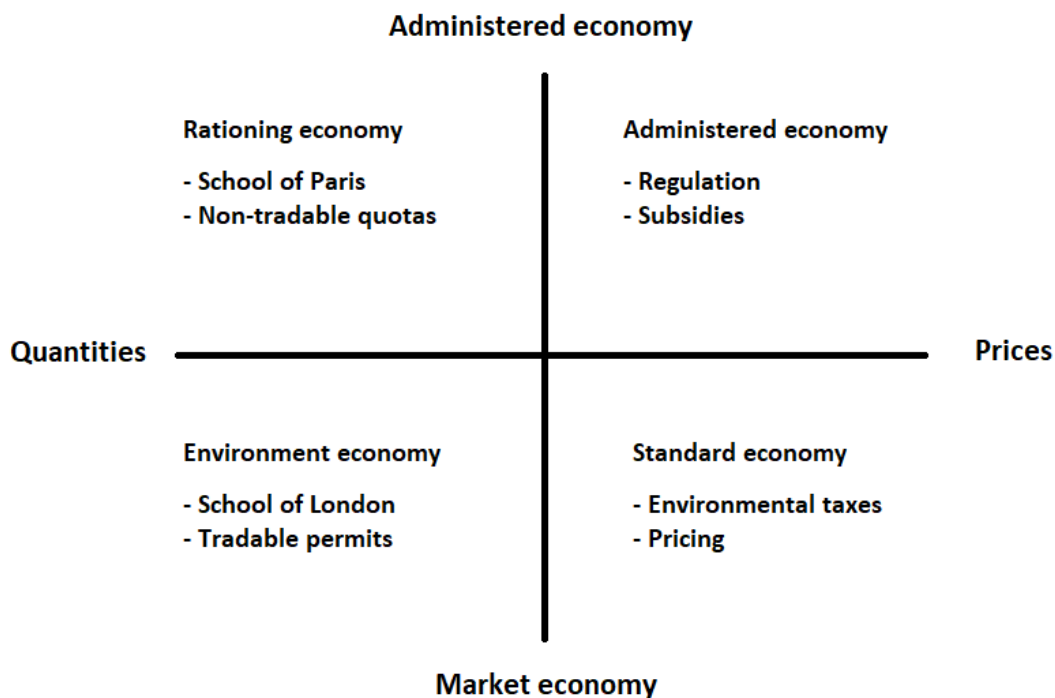 Administered economy
Rationing economy
- School of Paris
- Non-tradable quotas
Administered economy
- Regulation
- Subsidies
Quantities
Prices
Environment economy
- School of London
- Tradable permits
Standard economy
- Environmental taxes
- Pricing
Market economy